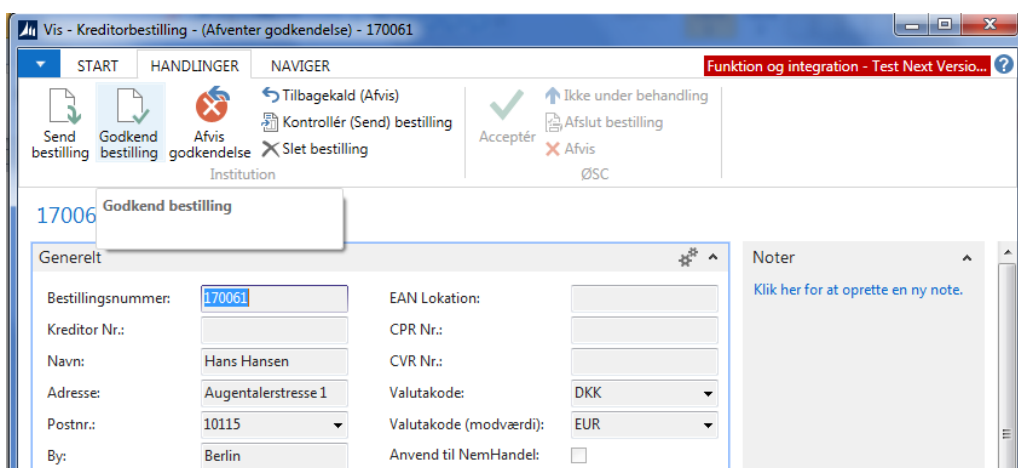 Vis - Kreditorbestilling - (Afventer godkendelse) - 170061
START HANDLINGER NAVIGER
Funktion og integration - Test Next Versio...
Send bestilling
Godkend bestilling
Afvis godkendelse
Tilbagekald (Afvis)
Kontrollér (Send) bestilling
Slet bestilling
Institution
Acceptér
Ikke under behandling
Afslut bestilling
Afvis
ØSC
17006
Godkend bestilling
Generelt
Bestillingsnummer: 170061
Kreditor Nr.:
Navn: Hans Hansen
Adresse: Augentalerstresse 1
Postnr.: 10115
By: Berlin
EAN Lokation:
CPR Nr.:
CVR Nr.:
Valutakode: DKK
Valutakode (modværdi): EUR
Anvend til NemHandel:
Noter
Klik her for at oprette en ny note.